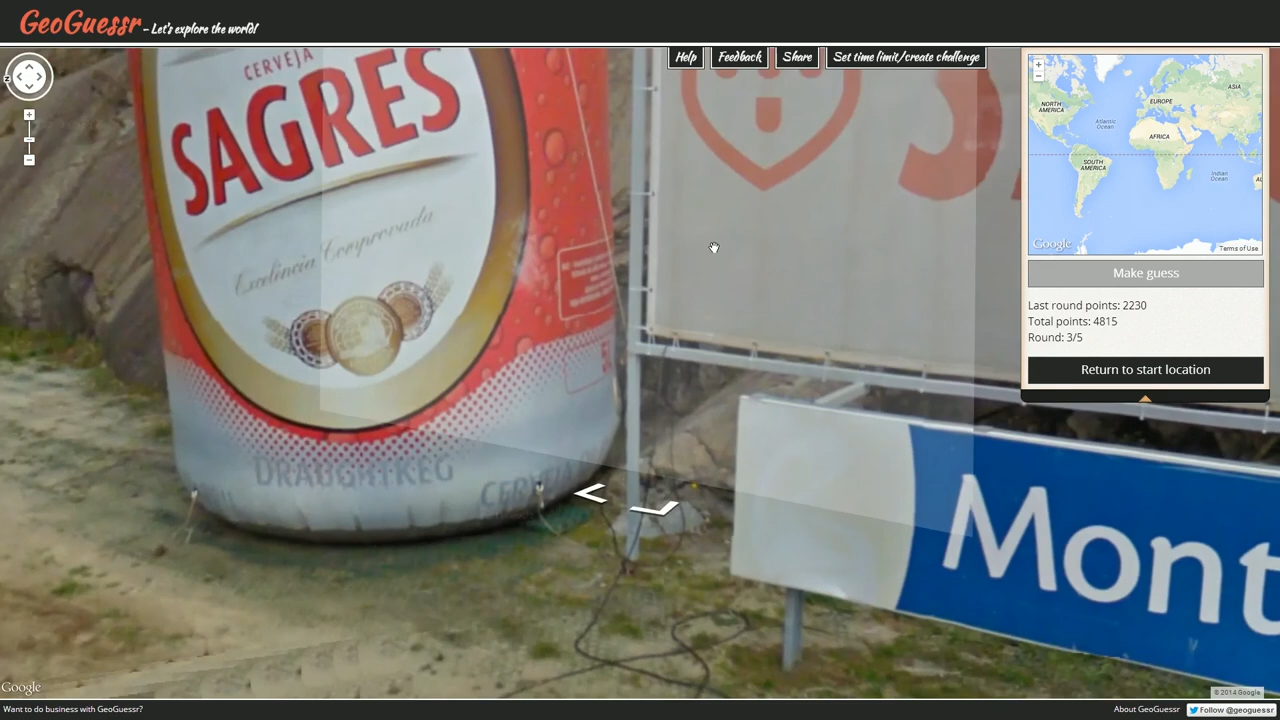 GeoGuessr - Let's explore the world!
Help
Feedback
Share
Set time limit/create challenge
CERVEJA
SAGRES
Excelência Comprovada
DRAUGHTKEG
Mont
NORTH AMERICA
SOUTH AMERICA
EUROPE
ASIA
AFRICA
Atlantic Ocean
Indian Ocean
Google
Terms of Use
Make guess
Last round points: 2230
Total points: 4815
Round: 3/5
Return to start location
Google
© 2014 Google
Want to do business with GeoGuessr?
About GeoGuessr
Follow @geoguessr